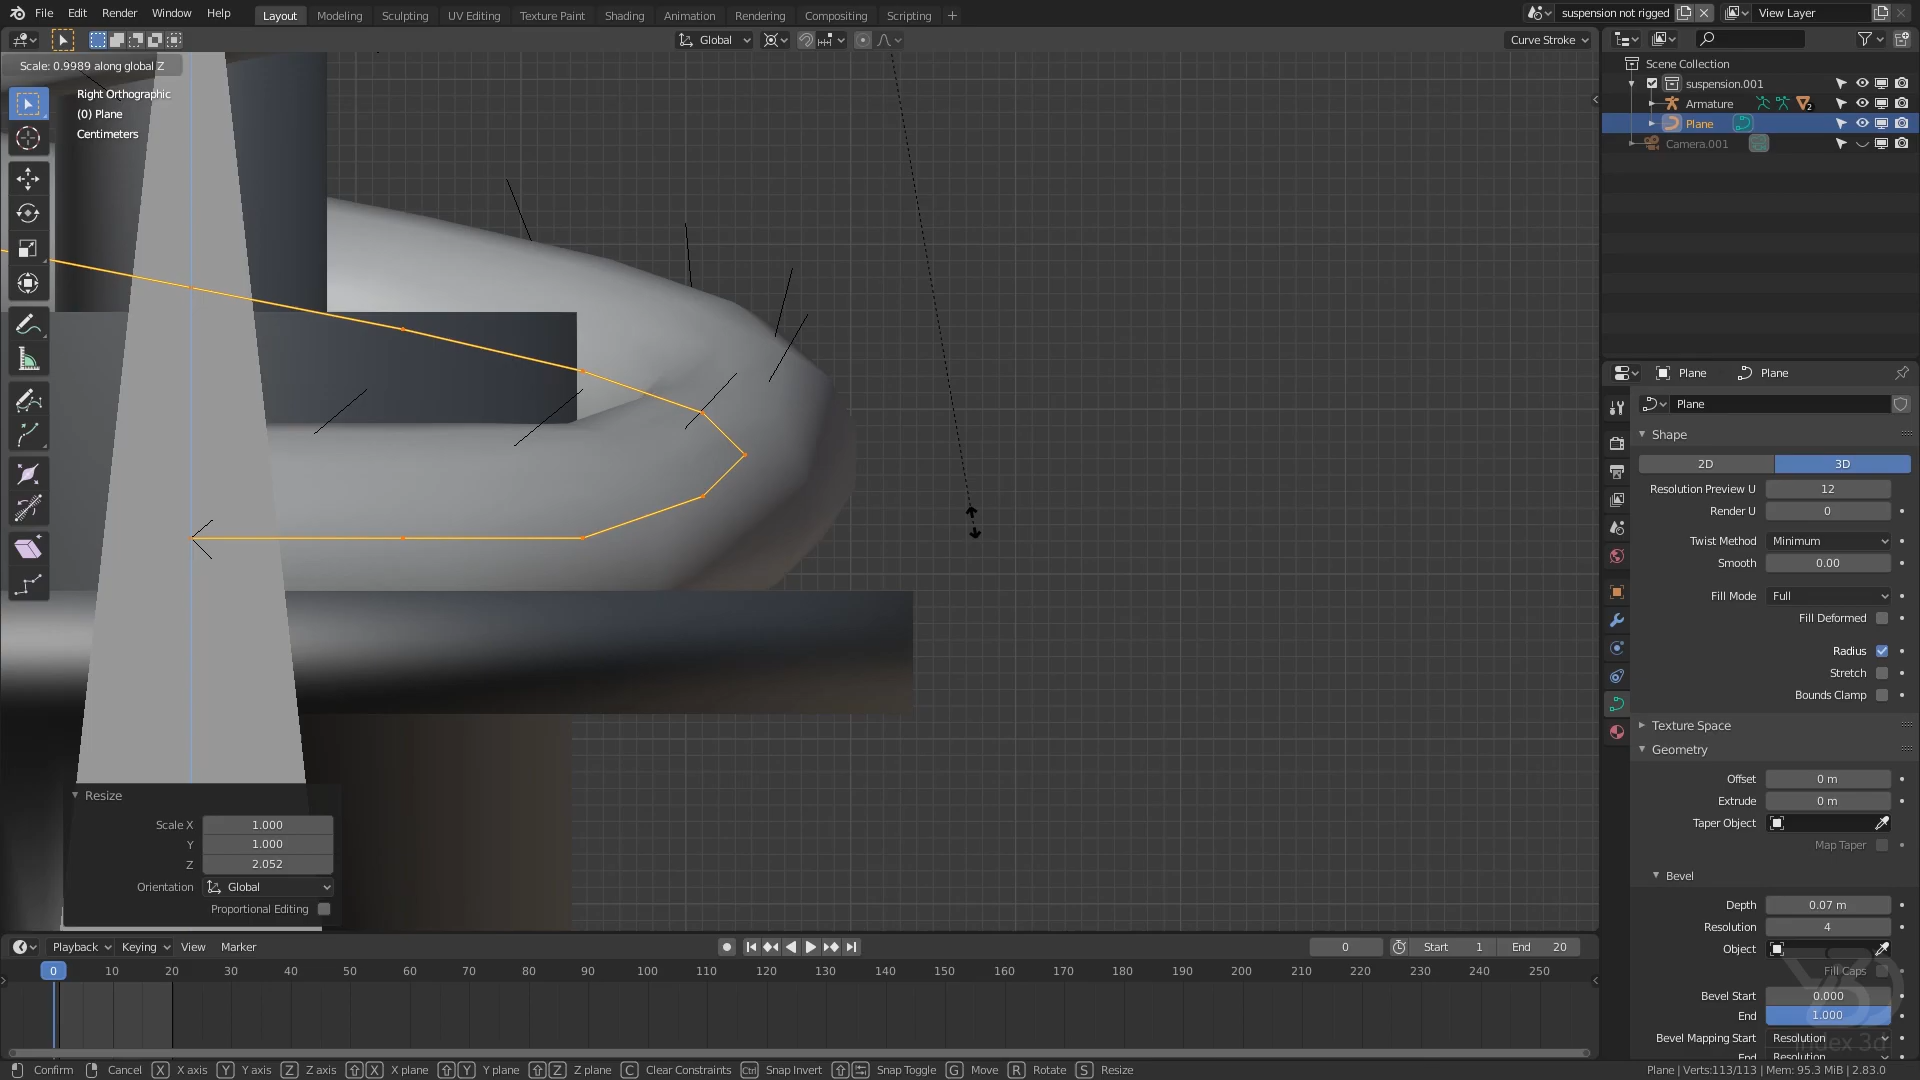 File Edit Render Window Help Layout Modeling Sculpting UV Editing Texture Paint Shading Animation Rendering Compositing Scripting suspension not rigged View Layer
Global Curve Stroke
Scale: 0.9989 along global Z
Right Orthographic
(0) Plane
Centimeters
Scene Collection
suspension.001
Armature 2
Plane
Camera.001
Plane Plane
Plane
Shape
2D 3D
Resolution Preview U 12
Render U 0
Twist Method Minimum
Smooth 0.00
Fill Mode Full
Fill Deformed
Radius
Stretch
Bounds Clamp
Texture Space
Geometry
Offset 0 m
Extrude 0 m
Taper Object
Map Taper
Bevel
Depth 0.07 m
Resolution 4
Object
Fill Caps
Bevel Start 0.000
End 1.000
Bevel Mapping Start Resolution
End Resolution
index 3d
Resize
Scale X 1.000
Y 1.000
Z 2.052
Orientation Global
Proportional Editing
Playback Keying View Marker 0 Start 1 End 20
0 10 20 30 40 50 60 70 80 90 100 110 120 130 140 150 160 170 180 190 200 210 220 230 240 250
Confirm Cancel X X axis Y Y axis Z Z axis X X plane Y Y plane Z Z plane C Clear Constraints Ctrl Snap Invert Snap Toggle G Move R Rotate S Resize Plane | Verts:113/113 | Mem: 95.3 MiB | 2.83.0